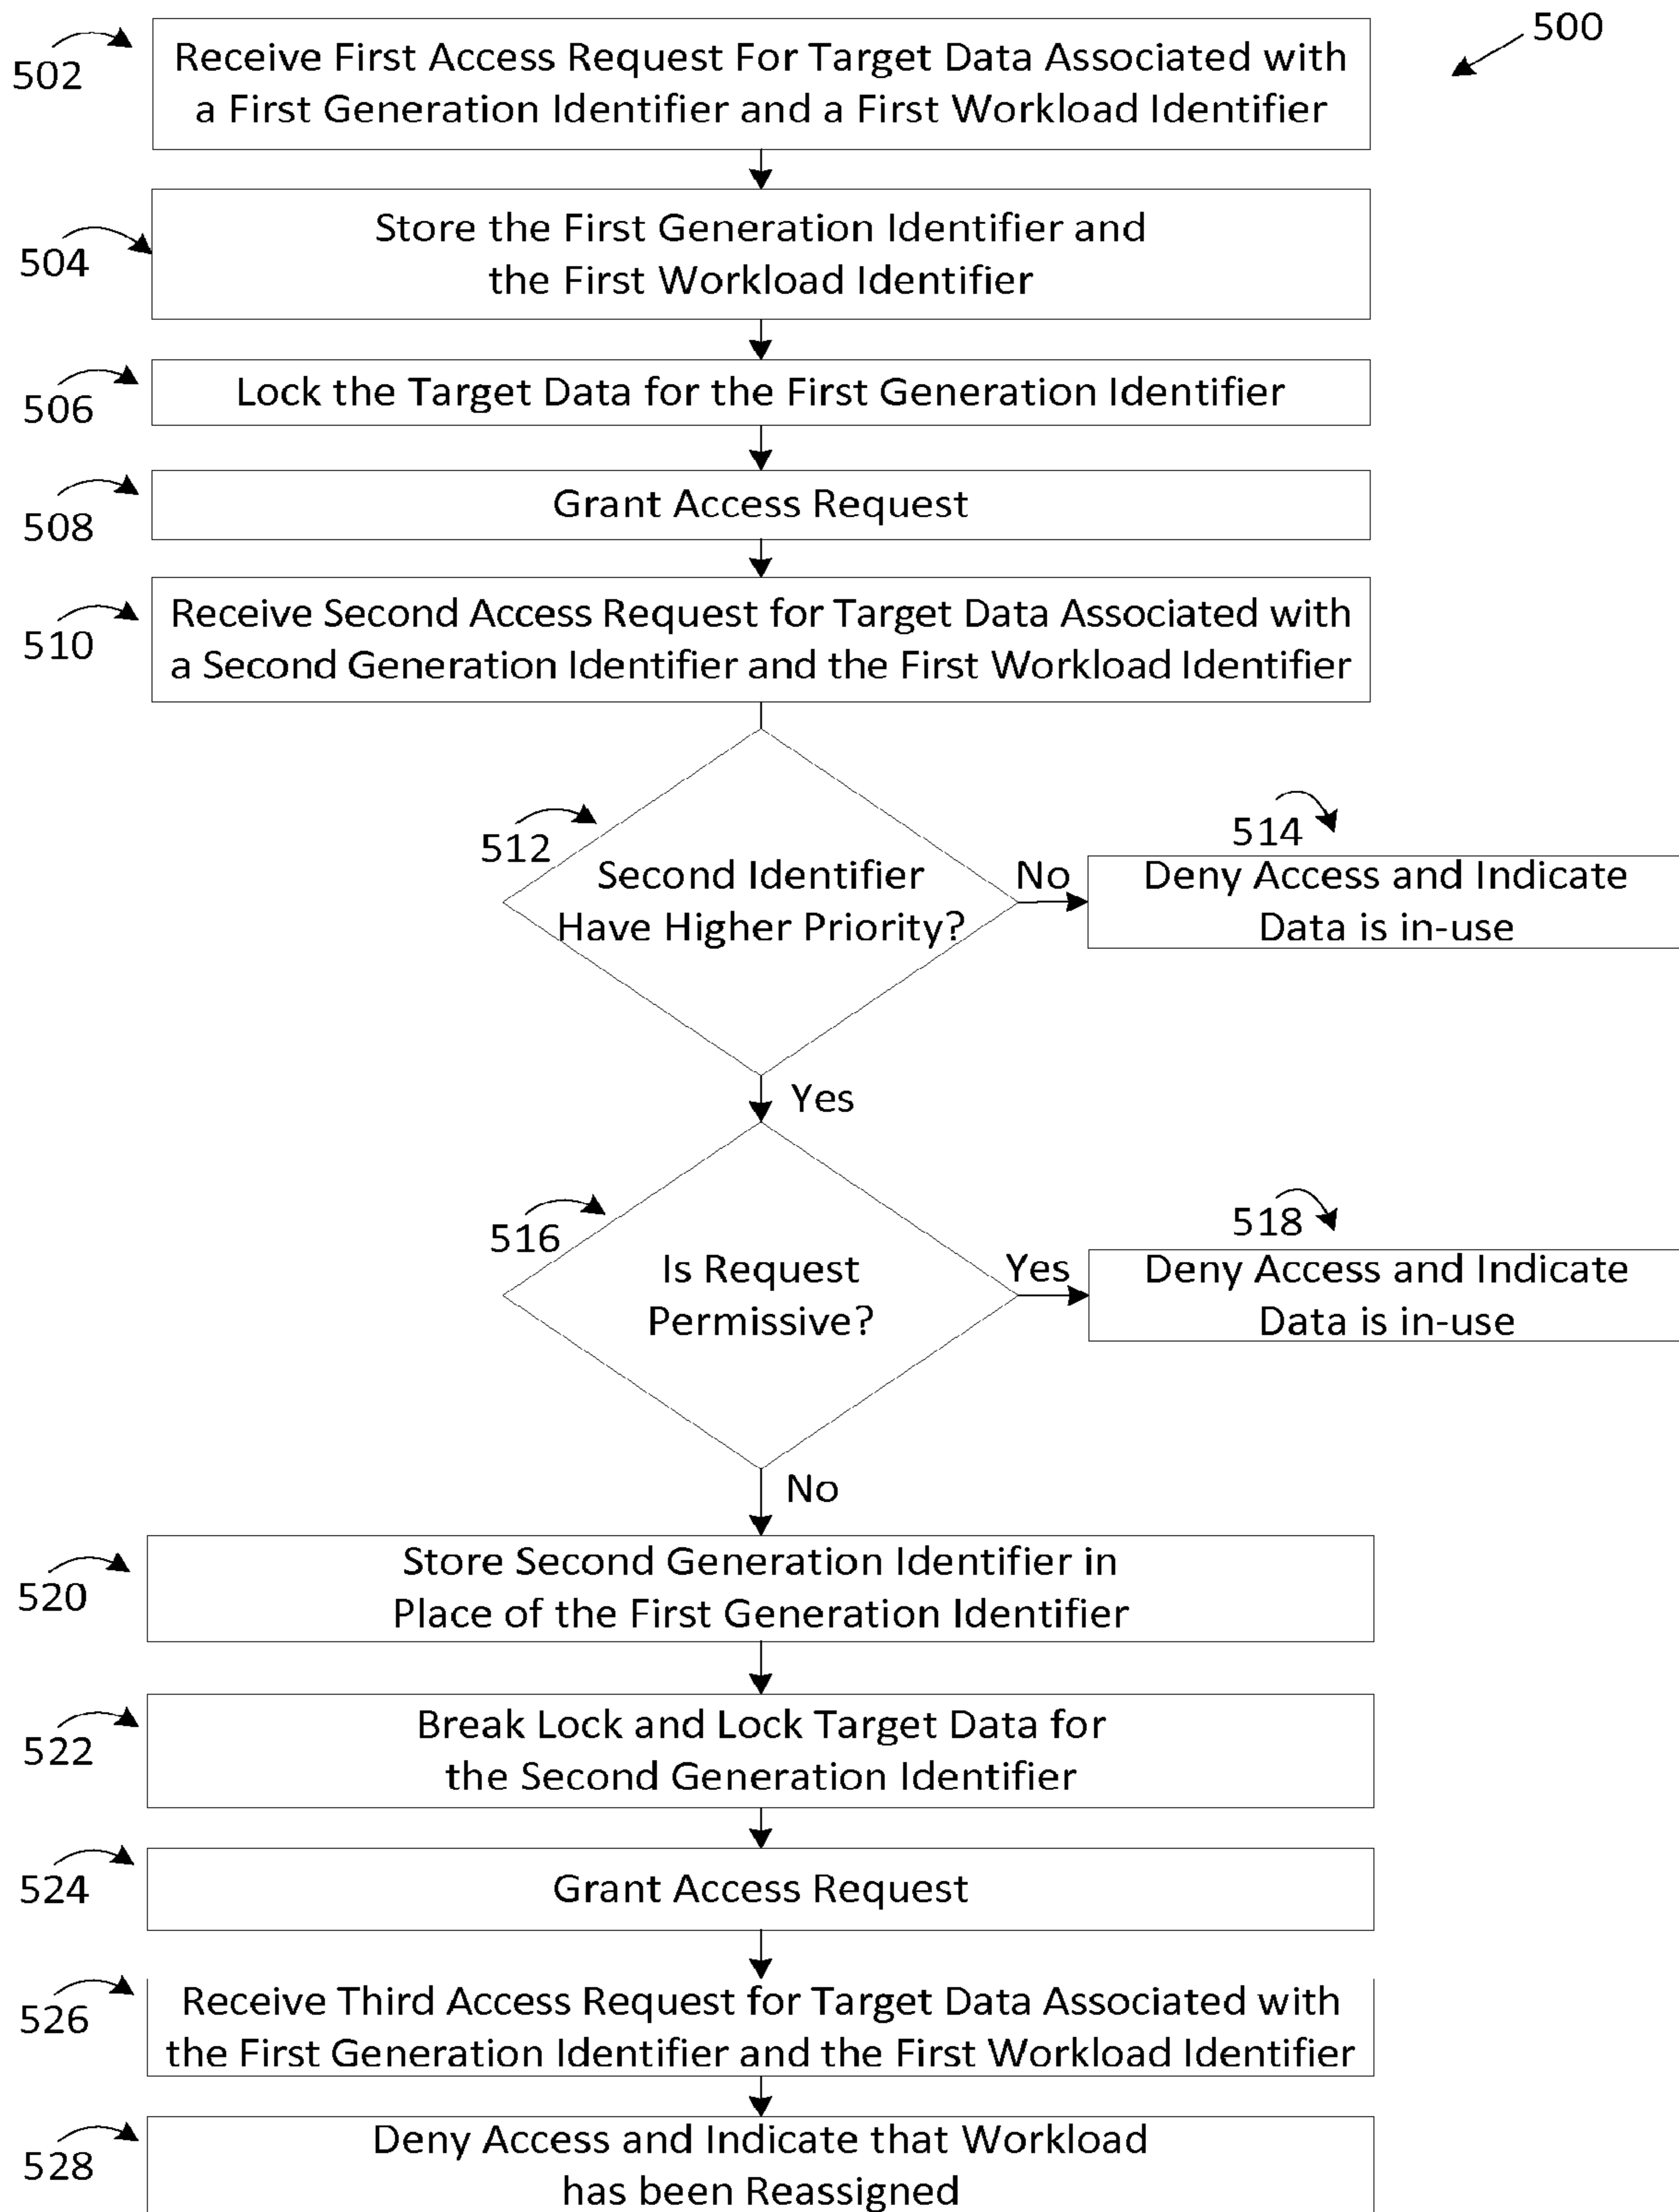 500
502
Receive First Access Request For Target Data Associated with
a First Generation Identifier and a First Workload Identifier
504
Store the First Generation Identifier and
the First Workload Identifier
506
Lock the Target Data for the First Generation Identifier
508
Grant Access Request
510
Receive Second Access Request for Target Data Associated with
a Second Generation Identifier and the First Workload Identifier
512
Second Identifier
Have Higher Priority?
No
514
Deny Access and Indicate
Data is in-use
Yes
516
Is Request
Permissive?
Yes
518
Deny Access and Indicate
Data is in-use
No
520
Store Second Generation Identifier in
Place of the First Generation Identifier
522
Break Lock and Lock Target Data for
the Second Generation Identifier
524
Grant Access Request
526
Receive Third Access Request for Target Data Associated with
the First Generation Identifier and the First Workload Identifier
528
Deny Access and Indicate that Workload
has been Reassigned